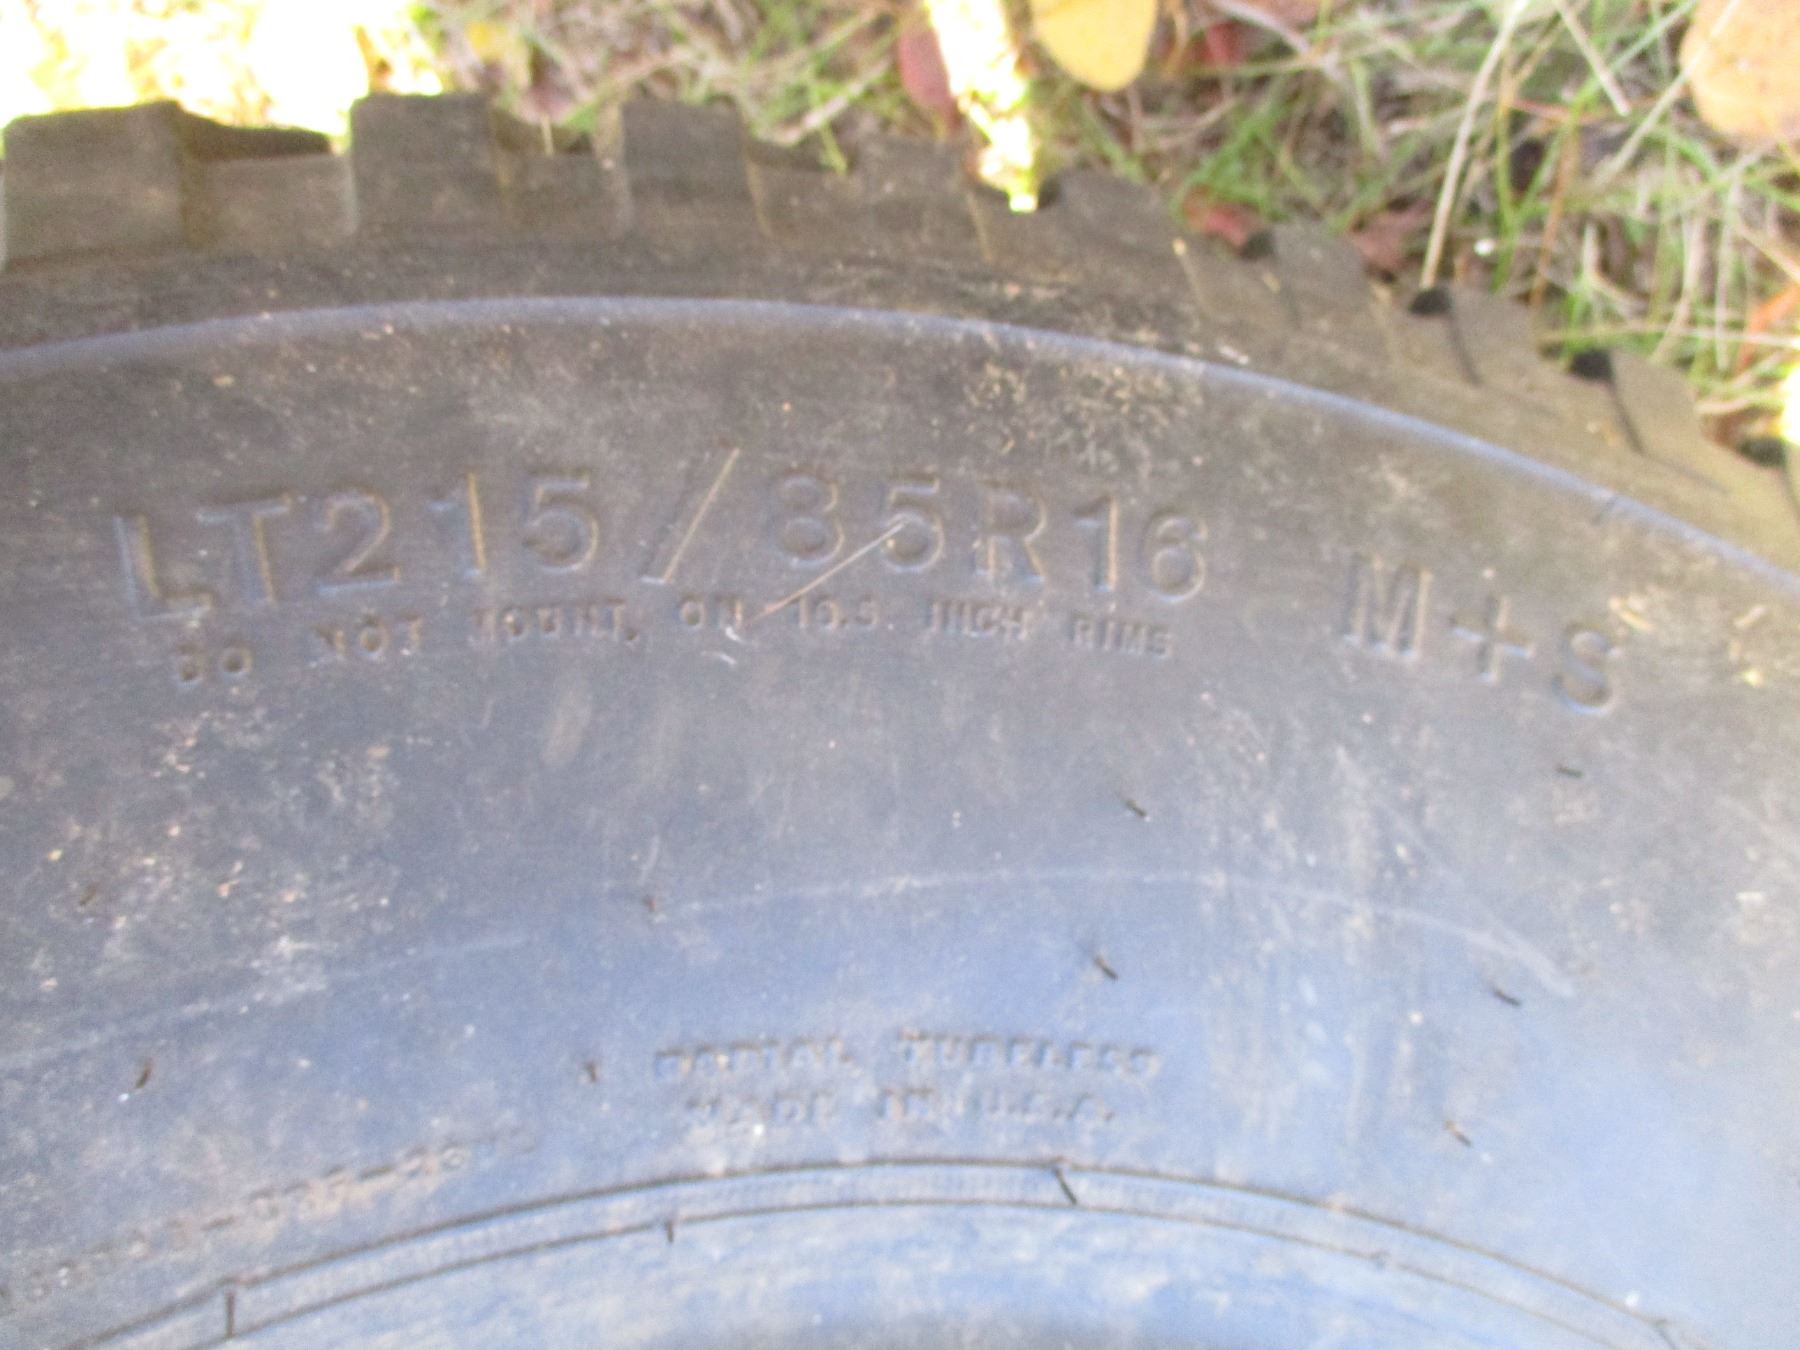 LT215/85R16 M+S
DO NOT MOUNT ON 16.5 INCH RIMS
RADIAL TUBELESS
MADE IN U.S.A.